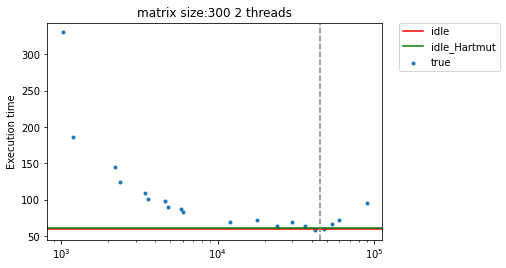 matrix size:300 2 threads
idle
idle_Hartmut
true
Execution time
300
250
200
150
100
50
10³
10⁴
10⁵